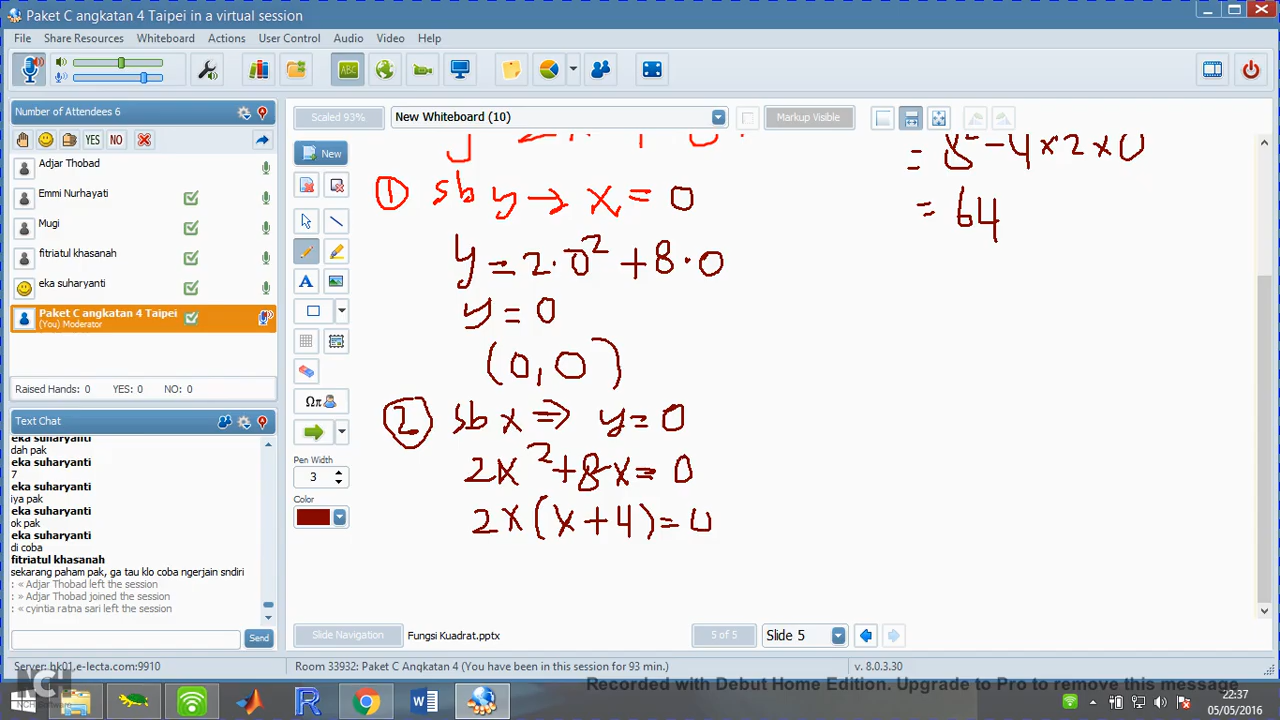 Paket C angkatan 4 Taipei in a virtual session
File Share Resources Whiteboard Actions User Control Audio Video Help
ABC
Number of Attendees 6
YES NO
Adjar Thobad
Emmi Nurhayati
Mugi
fitriatul khasanah
eka suharyanti
Paket C angkatan 4 Taipei
(You) Moderator
Raised Hands: 0 YES: 0 NO: 0
Text Chat
eka suharyanti
dah pak
eka suharyanti
7
eka suharyanti
iya pak
eka suharyanti
ok pak
eka suharyanti
di coba
fitriatul khasanah
sekarang paham pak, ga tau klo coba ngerjain sndiri
: « Adjar Thobad left the session
: » Adjar Thobad joined the session
: « cyintia ratna sari left the session
Send
Scaled 93% New Whiteboard (10) Markup Visible
New
A
Ωπ
Pen Width
3
Color
① sb y → x = 0
y = 2·0² + 8·0
y = 0
(0,0)
② sb x ⇒ y = 0
2x² + 8x = 0
2x(x+4) = 0
= 8² - 4 x 2 x 0
= 64
Slide Navigation Fungsi Kuadrat.pptx 5 of 5 Slide 5
Server: bk01.e-lecta.com:9910 Room 33932: Paket C Angkatan 4 (You have been in this session for 93 min.) v. 8.0.3.30
Recorded with Debut Home Edition. Upgrade to Pro to remove this message
NCH
22:37
05/05/2016